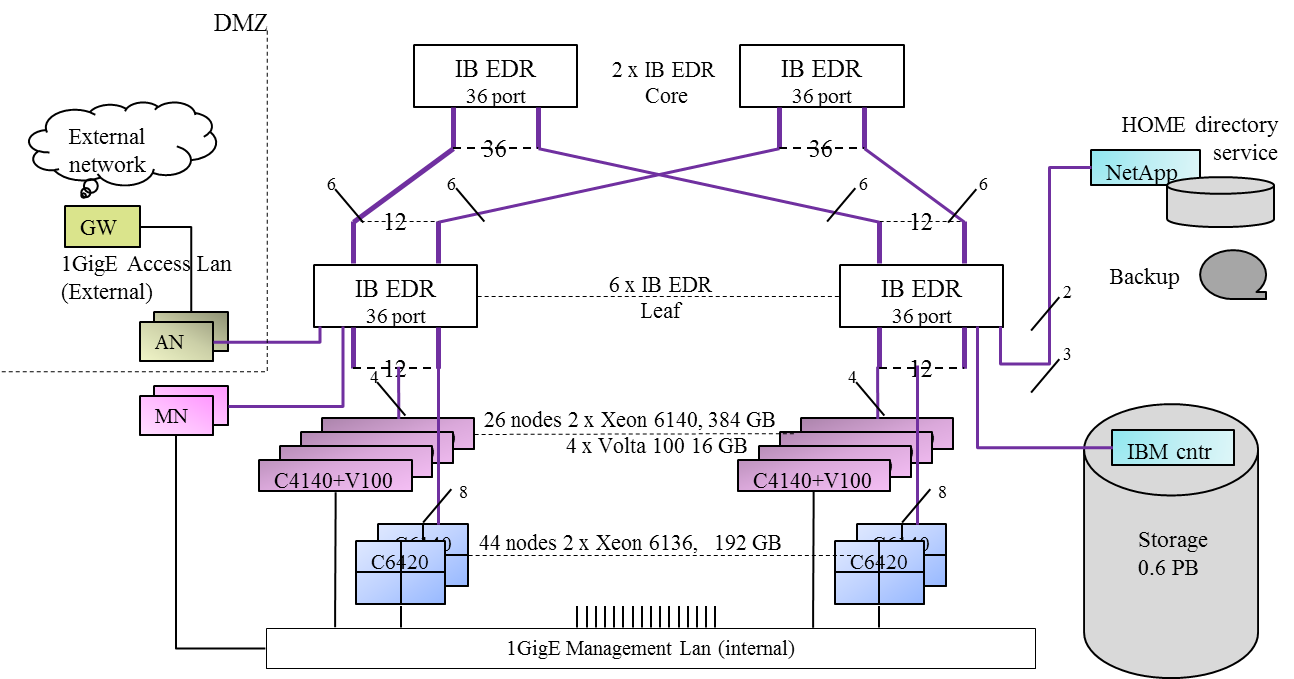 DMZ
IB EDR
36 port
2 x IB EDR
Core
IB EDR
36 port
External
network
HOME directory
service
NetApp
36
36
6
6
6
6
12
12
GW
1GigE Access Lan
(External)
IB EDR
36 port
6 x IB EDR
Leaf
IB EDR
36 port
Backup
2
3
AN
12
12
4
4
MN
26 nodes 2 x Xeon 6140, 384 GB
4 x Volta 100 16 GB
C4140+V100
C4140+V100
IBM cntr
8
8
44 nodes 2 x Xeon 6136, 192 GB
C6420
C6420
Storage
0.6 PB
1GigE Management Lan (internal)